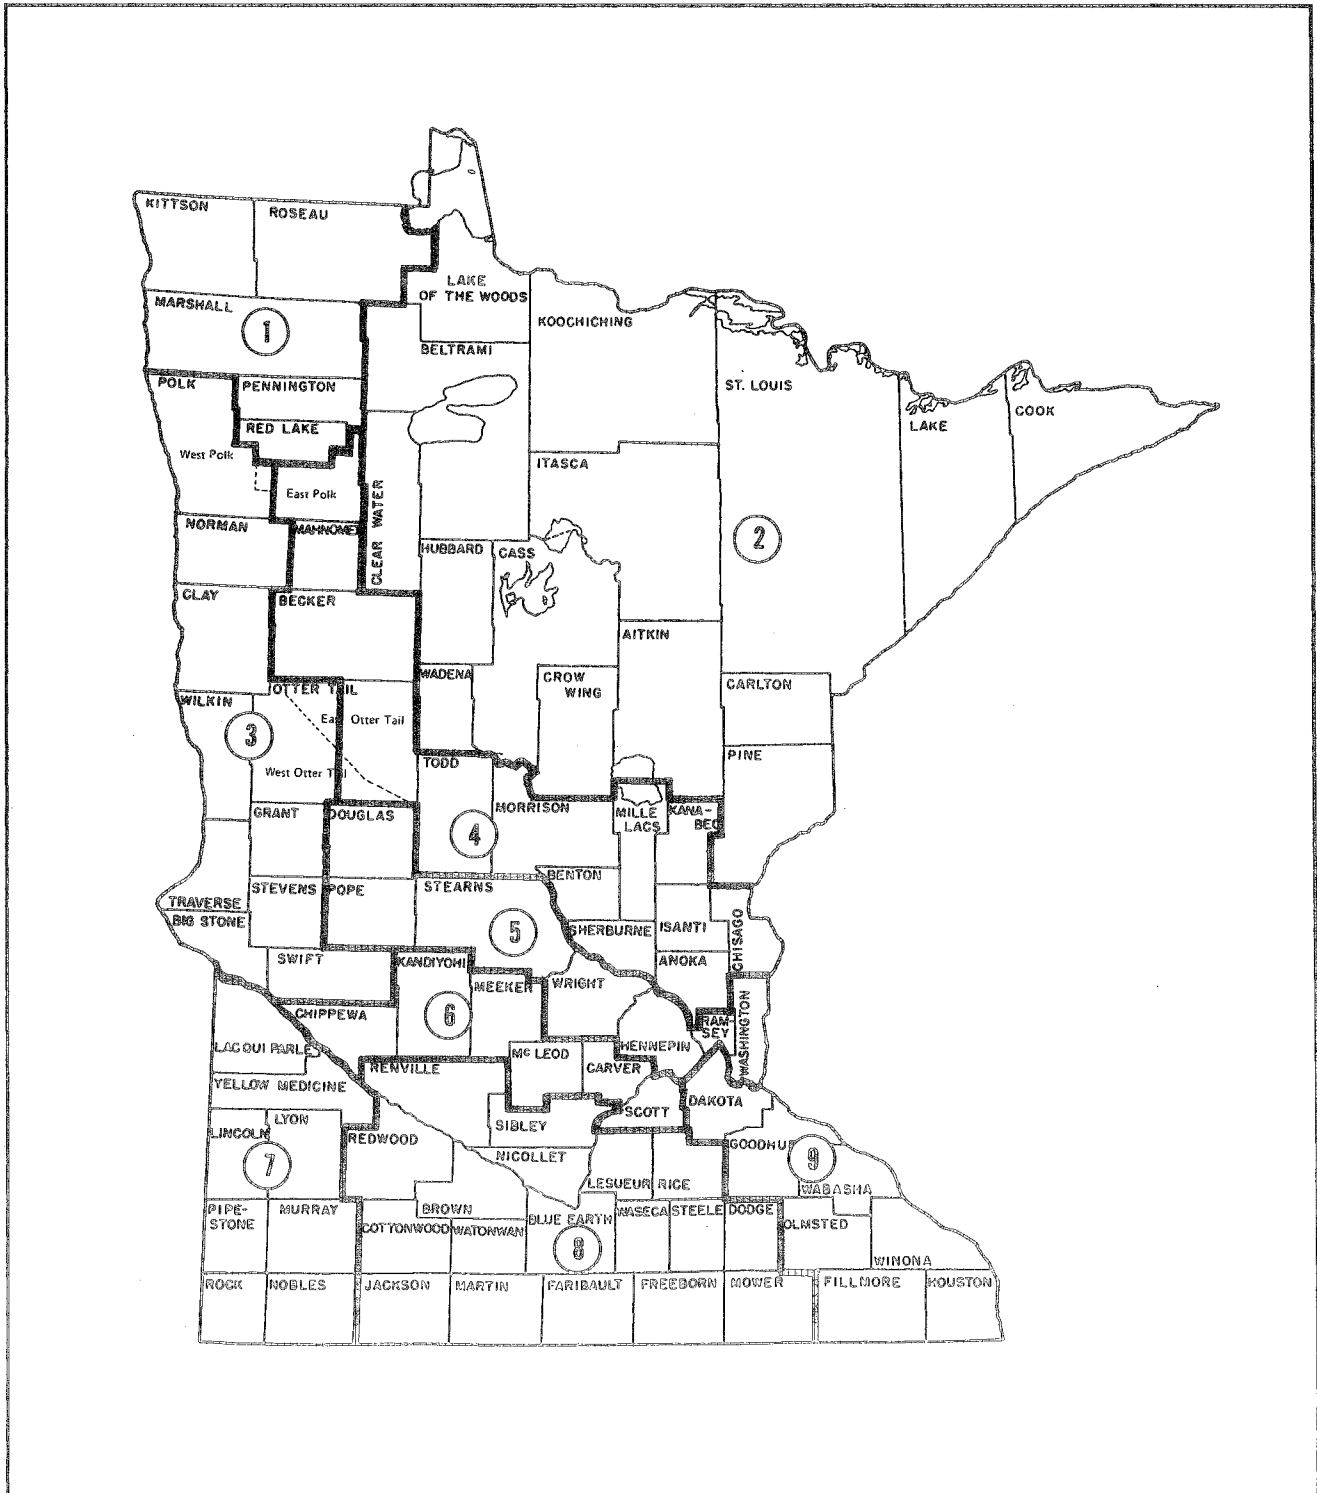 KITTSON
ROSEAU
LAKE
OF THE WOODS
MARSHALL
1
KOOCHICHING
BELTRAMI
POLK
PENNINGTON
ST. LOUIS
COOK
LAKE
RED LAKE
West Polk
ITASCA
East Polk
CLEAR WATER
NORMAN
MAHNOMEN
2
HUBBARD
CASS
CLAY
BECKER
AITKIN
WADENA
CROW
WING
CARLTON
OTTER TAIL
WILKIN
East Otter Tail
3
PINE
TODD
West Otter Tail
GRANT
DOUGLAS
MORRISON
MILLE
LACS
KANA-
BEC
4
BENTON
STEVENS
POPE
STEARNS
TRAVERSE
BIG STONE
5
SHERBURNE
ISANTI
CHISAGO
SWIFT
KANDIYOHI
ANOKA
MEEKER
WRIGHT
CHIPPEWA
6
RAM-
SEY
WASHINGTON
LAC QUI PARLE
Mc LEOD
HENNEPIN
RENVILLE
CARVER
YELLOW MEDICINE
DAKOTA
SCOTT
LYON
LINCOLN
REDWOOD
SIBLEY
GOODHU
NICOLLET
7
9
LESUEUR
RICE
WABASHA
PIPE-
STONE
MURRAY
BROWN
BLUE EARTH
WASECA
STEELE
DODGE
COTTONWOOD
WATONWAN
OLMSTED
8
WINONA
ROCK
NOBLES
JACKSON
MARTIN
FARIBAULT
FREEBORN
MOWER
FILLMORE
HOUSTON